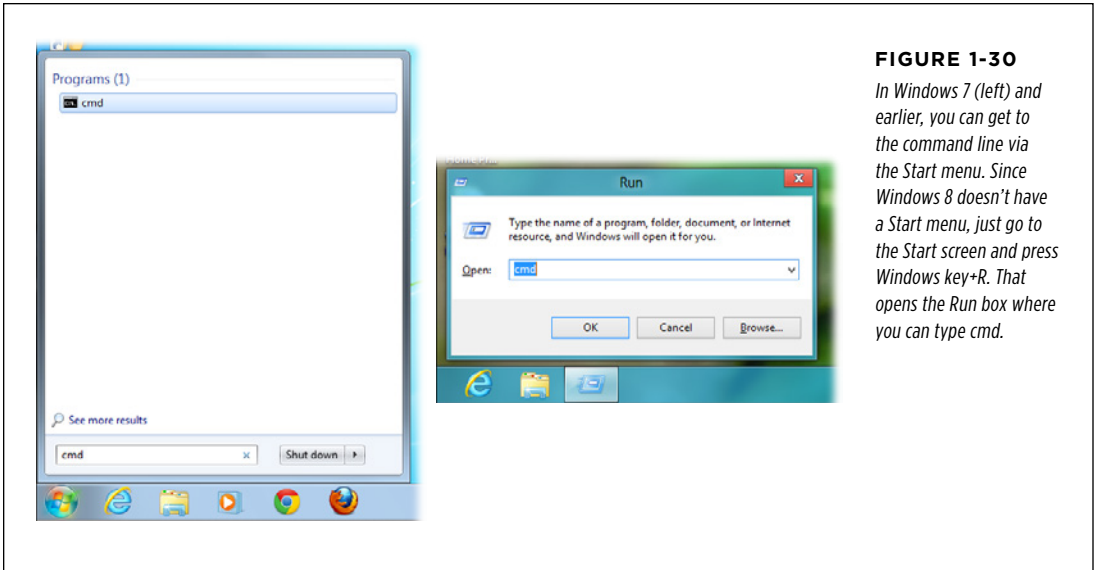 Programs (1)
cmd
See more results
cmd
Shut down
Run
Type the name of a program, folder, document, or Internet
resource, and Windows will open it for you.
Open:
cmd
OK
Cancel
Browse...
FIGURE 1-30
In Windows 7 (left) and
earlier, you can get to
the command line via
the Start menu. Since
Windows 8 doesn’t have
a Start menu, just go to
the Start screen and press
Windows key+R. That
opens the Run box where
you can type cmd.